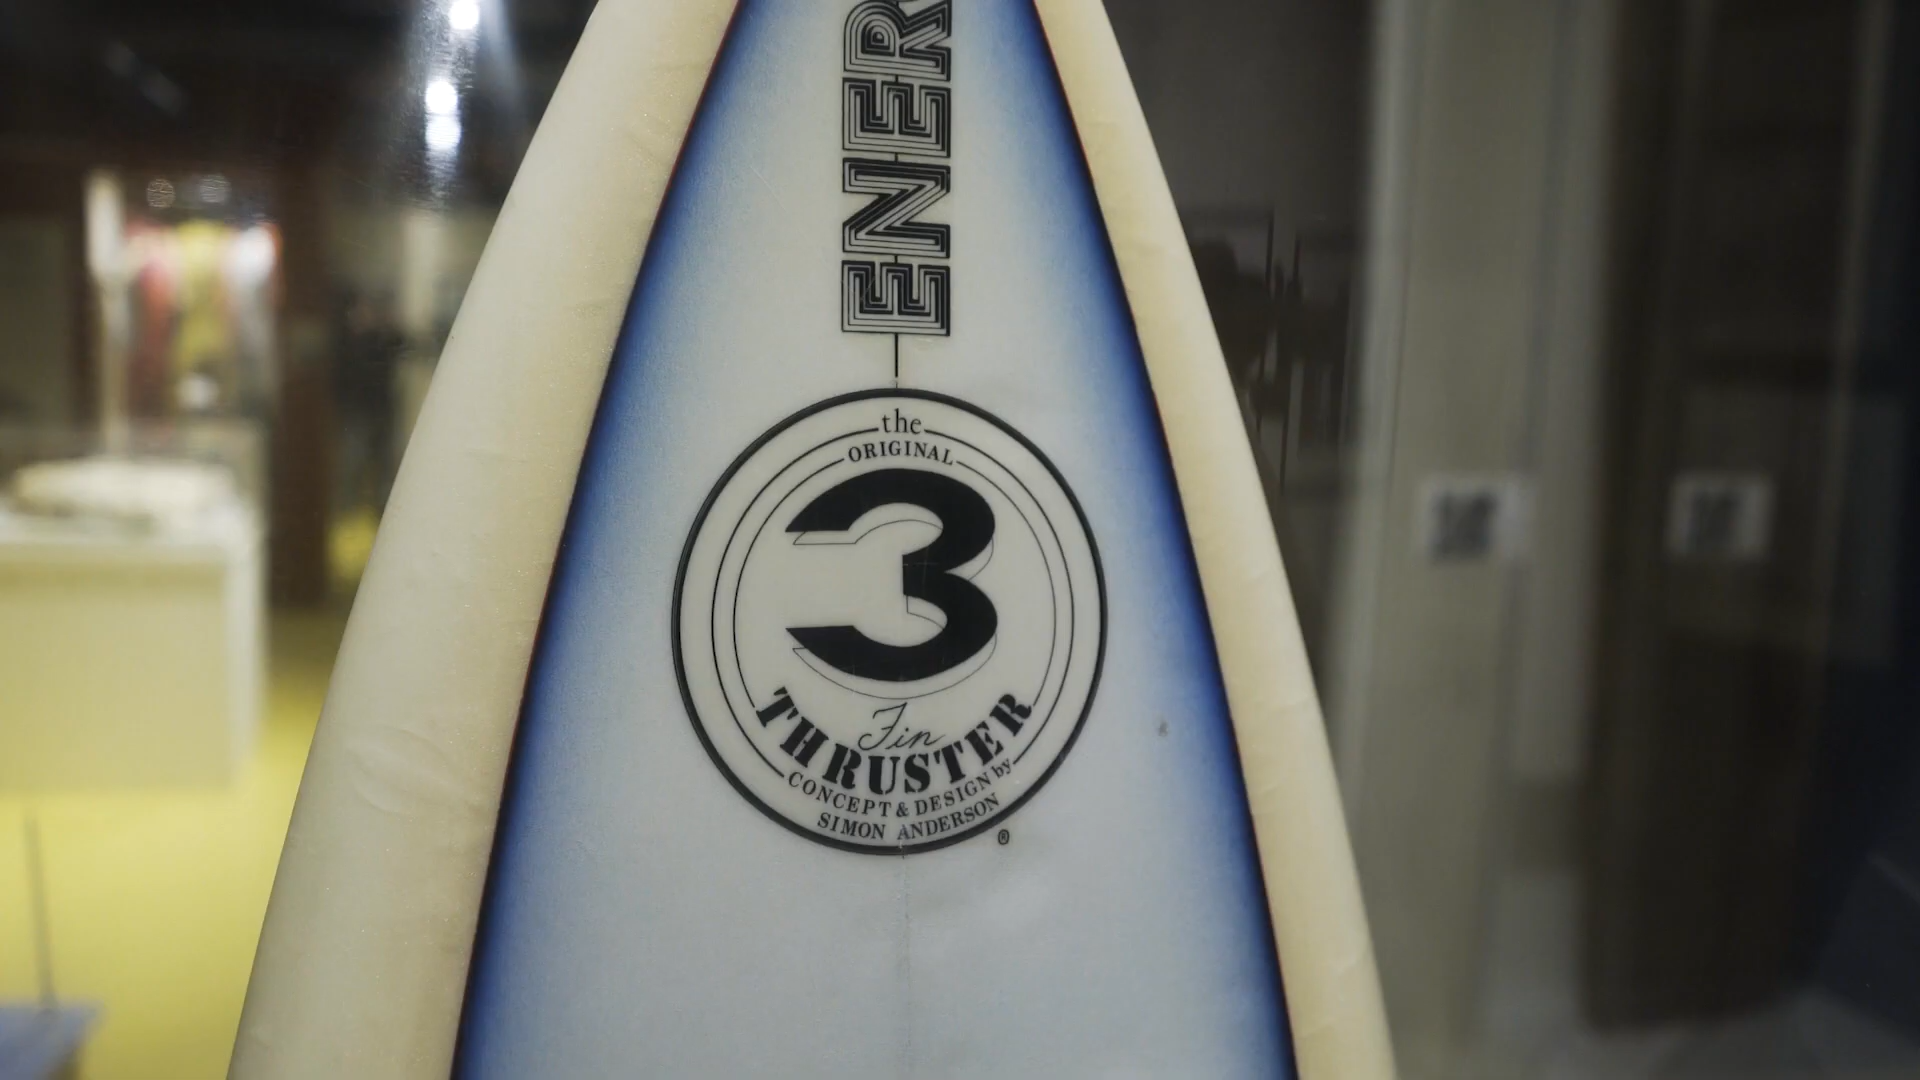 ENER
the
ORIGINAL
3
Fin
THRUSTER
CONCEPT & DESIGN by
SIMON ANDERSON
®